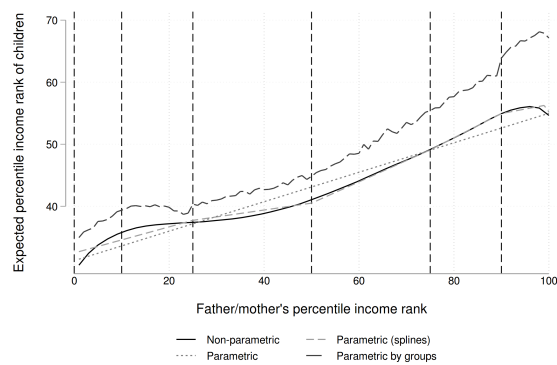 Expected percentile income rank of children
70
60
50
40
0
20
40
60
80
100
Father/mother's percentile income rank
Non-parametric
Parametric (splines)
Parametric
Parametric by groups